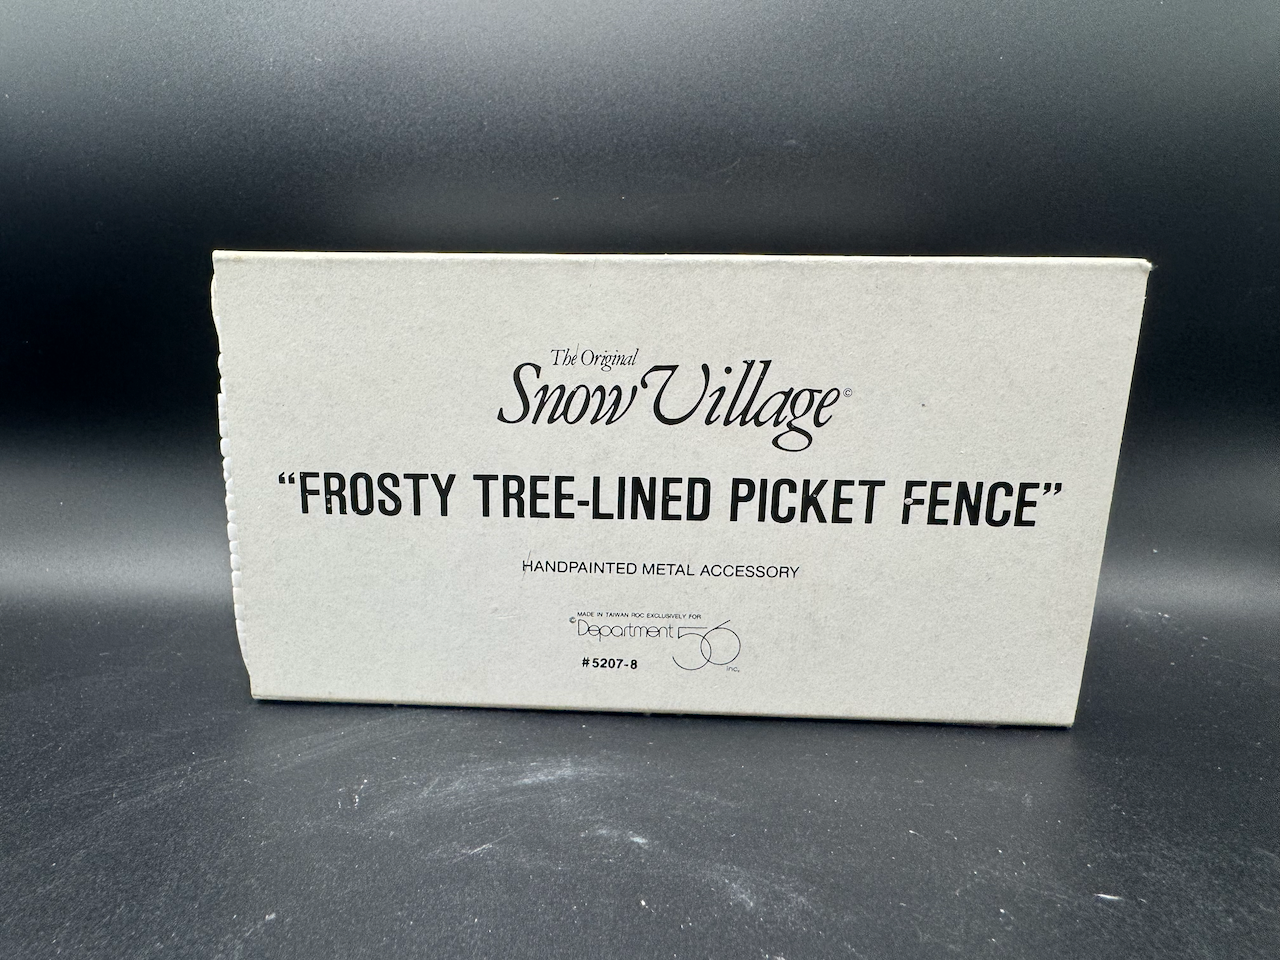 The Original
Snow Village©
“FROSTY TREE-LINED PICKET FENCE”
HANDPAINTED METAL ACCESSORY
MADE IN TAIWAN ROC EXCLUSIVELY FOR
©Department 56 inc.
#5207-8